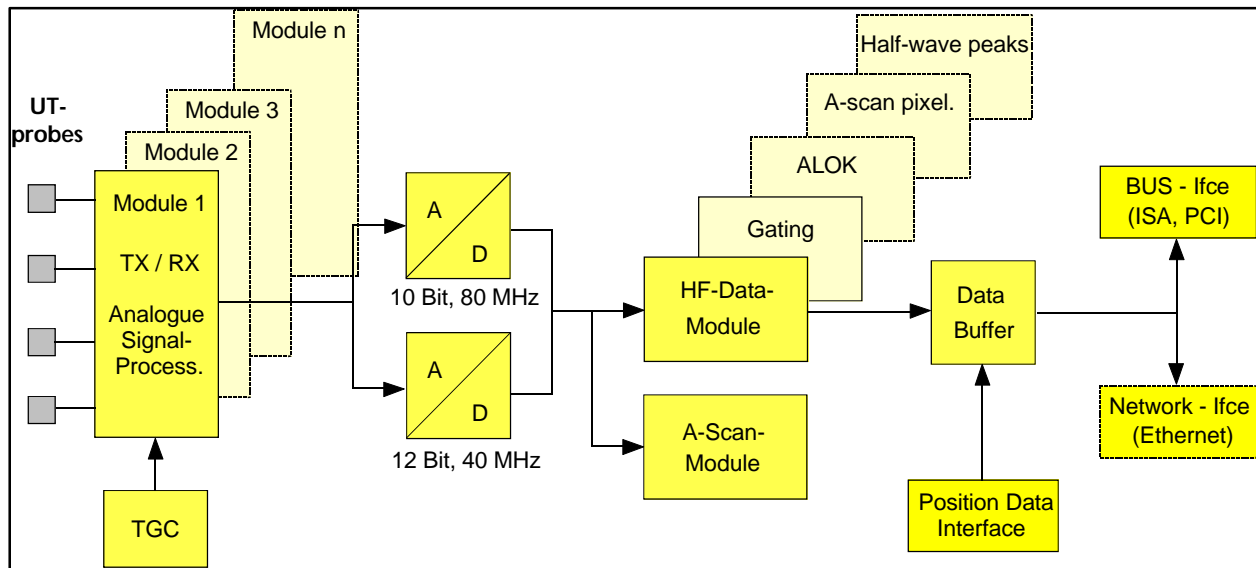 Module n
Module 3
Module 2
UT-
probes
Module 1
TX / RX
Analogue
Signal-
Process.
TGC
A
D
10 Bit, 80 MHz
A
D
12 Bit, 40 MHz
Half-wave peaks
A-scan pixel.
ALOK
Gating
HF-Data-
Module
A-Scan-
Module
Data
Buffer
Position Data
Interface
BUS - Ifce
(ISA, PCI)
Network - Ifce
(Ethernet)